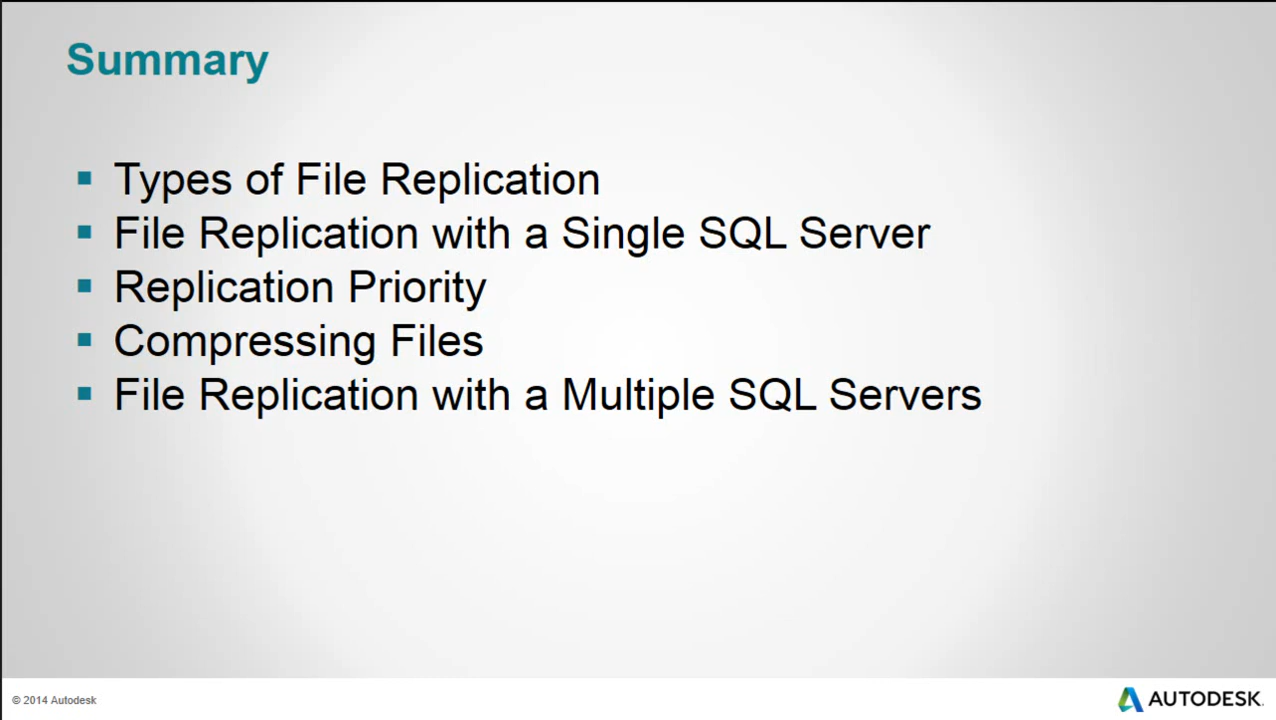 Summary
Types of File Replication
File Replication with a Single SQL Server
Replication Priority
Compressing Files
File Replication with a Multiple SQL Servers
© 2014 Autodesk
AUTODESK.